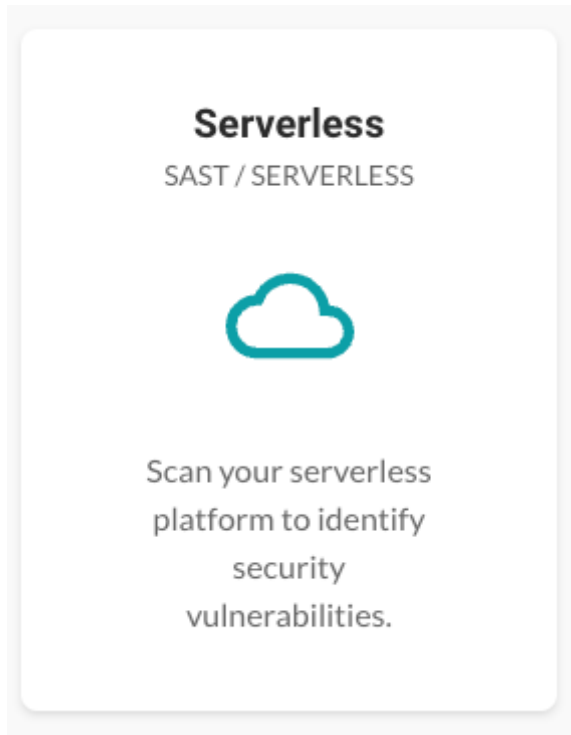 Serverless
SAST / SERVERLESS
Scan your serverless
platform to identify
security
vulnerabilities.